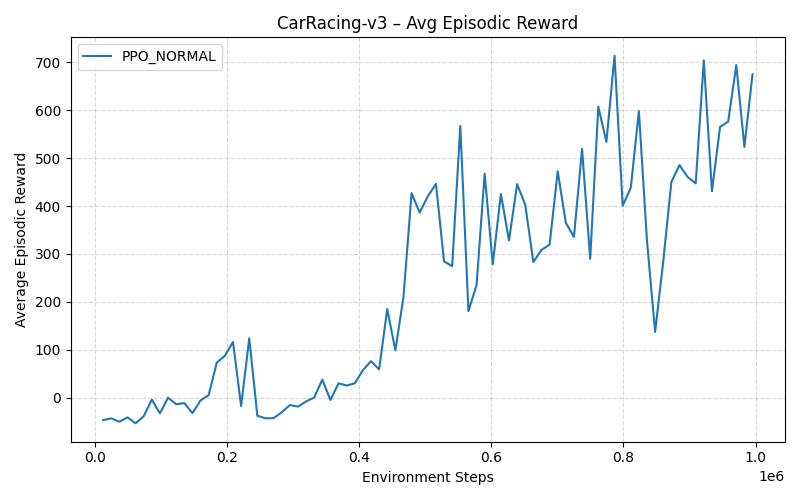 CarRacing-v3 – Avg Episodic Reward
PPO_NORMAL
Average Episodic Reward
700
600
500
400
300
200
100
0
0.0 0.2 0.4 0.6 0.8 1.0
1e6
Environment Steps